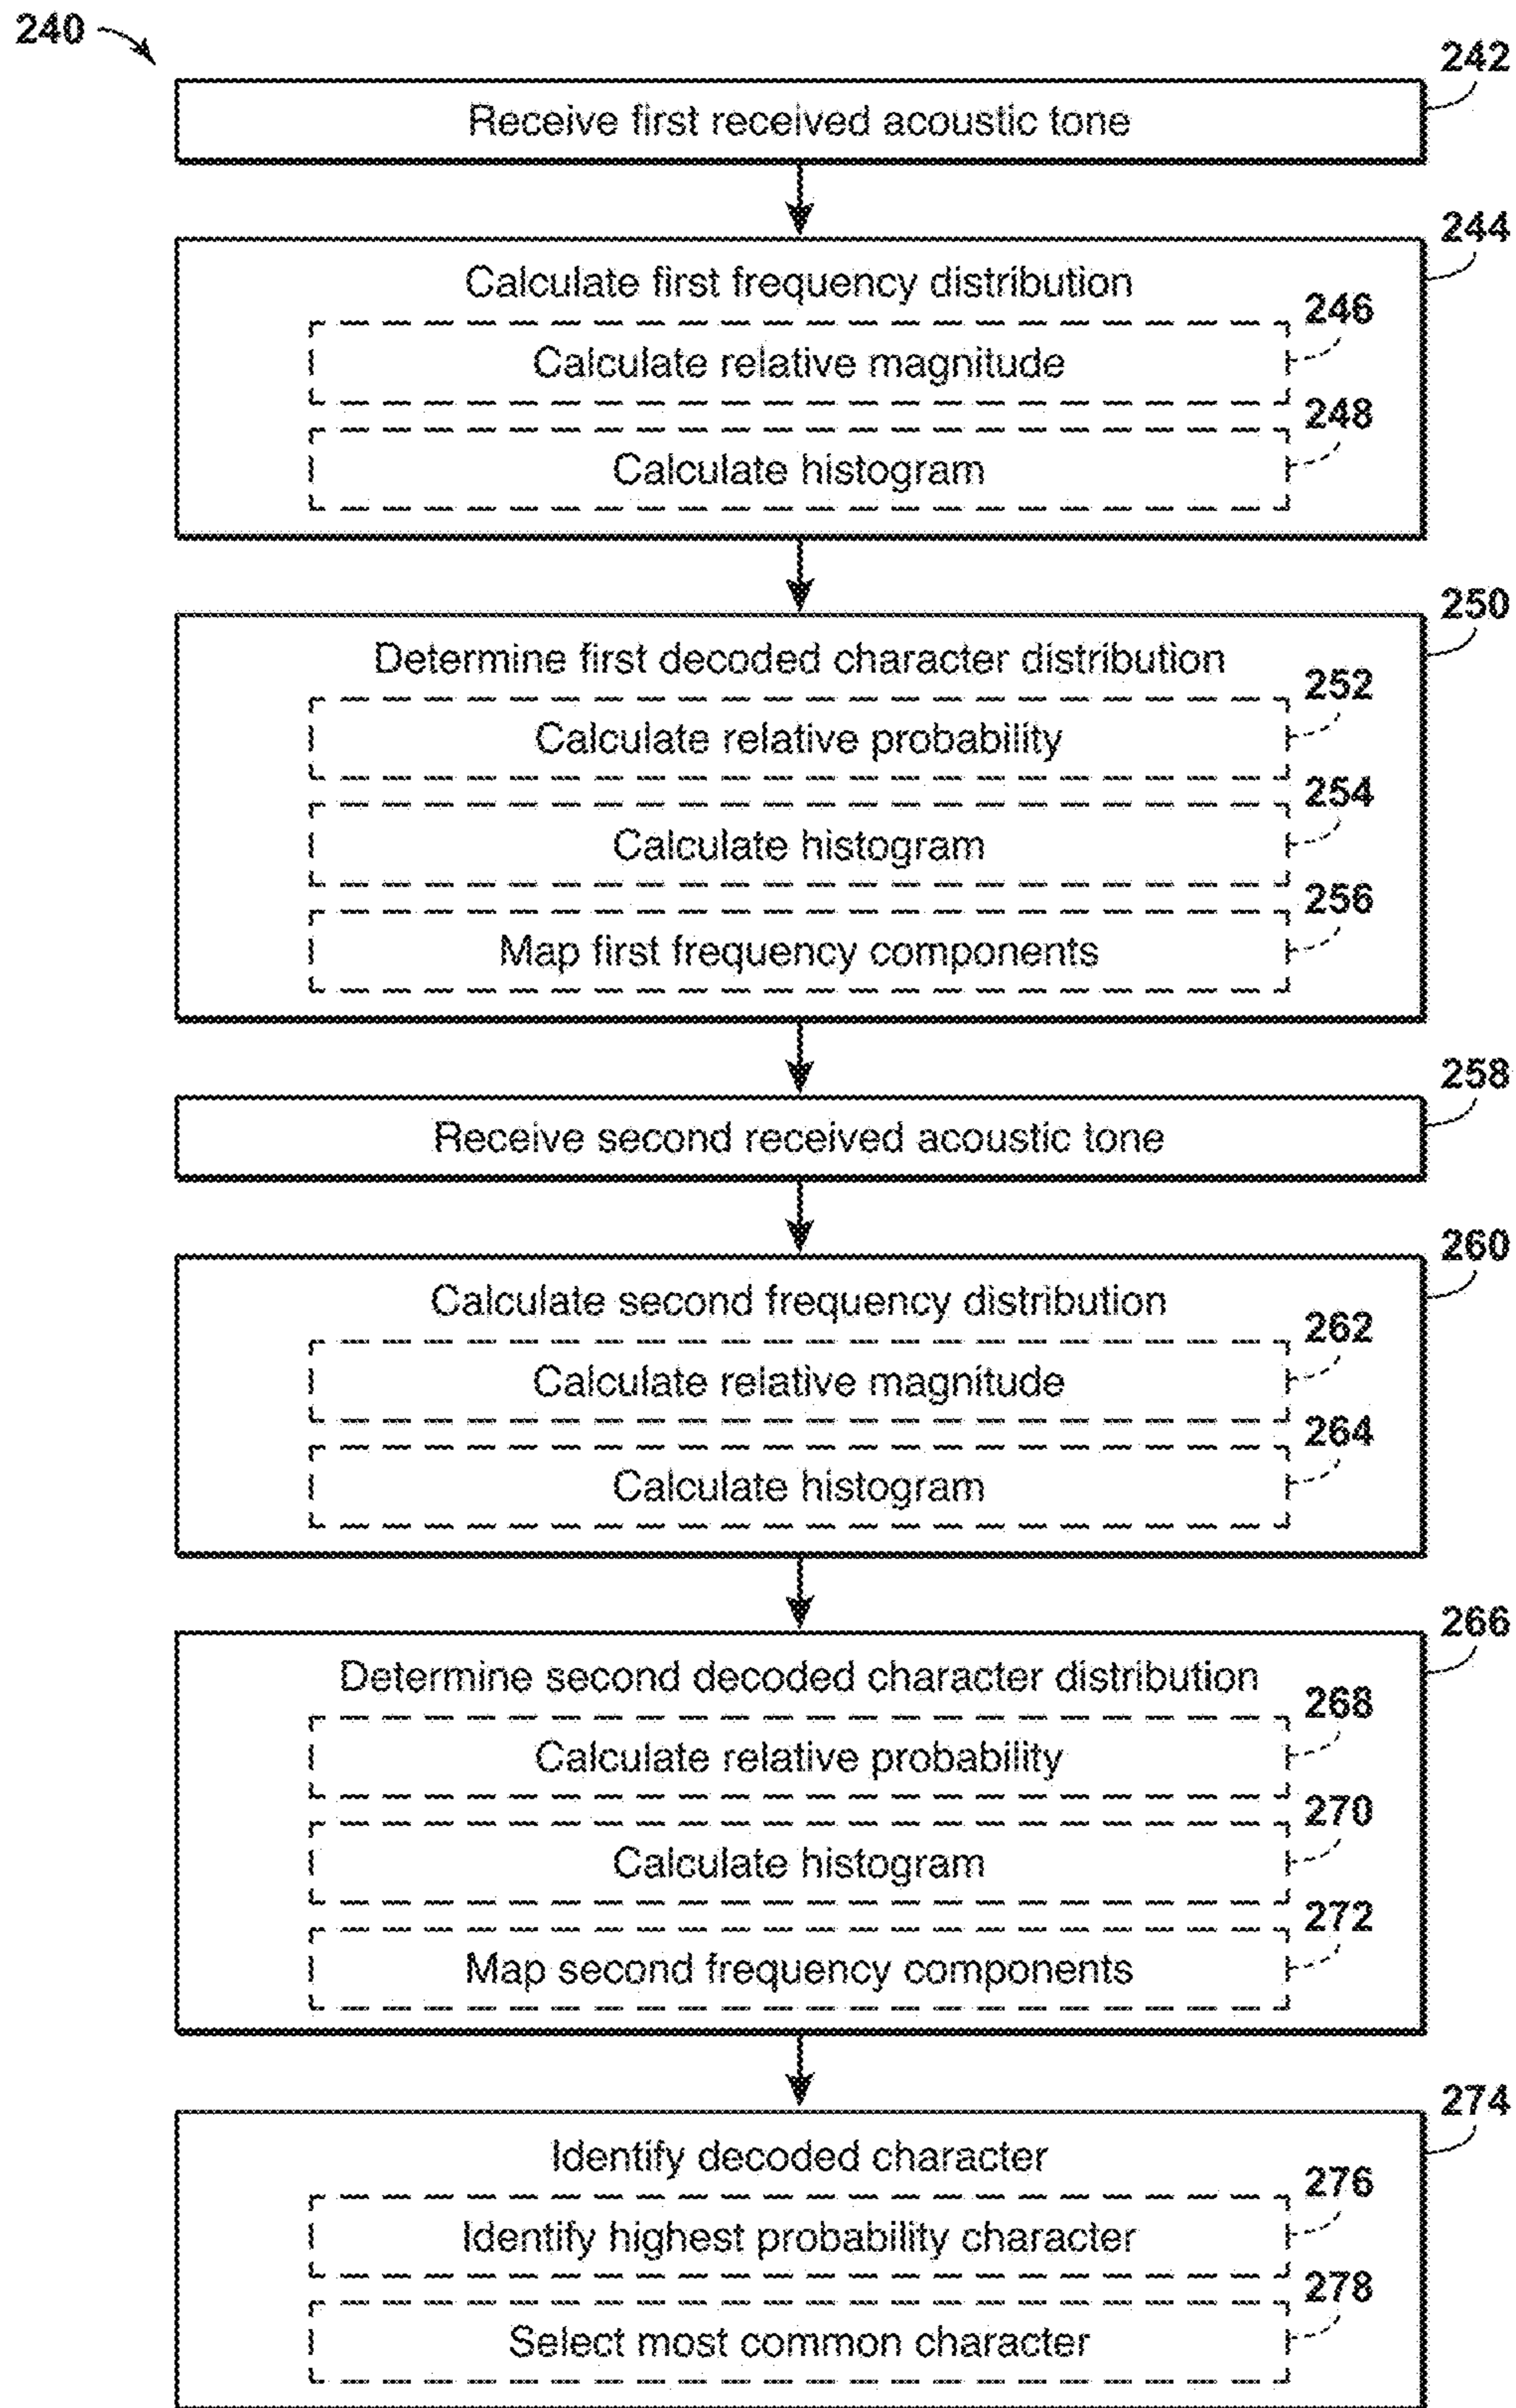 240
242
Receive first received acoustic tone
244
Calculate first frequency distribution
246
Calculate relative magnitude
248
Calculate histogram
250
Determine first decoded character distribution
252
Calculate relative probability
254
Calculate histogram
256
Map first frequency components
258
Receive second received acoustic tone
260
Calculate second frequency distribution
262
Calculate relative magnitude
264
Calculate histogram
266
Determine second decoded character distribution
268
Calculate relative probability
270
Calculate histogram
272
Map second frequency components
274
Identify decoded character
276
Identify highest probability character
278
Select most common character